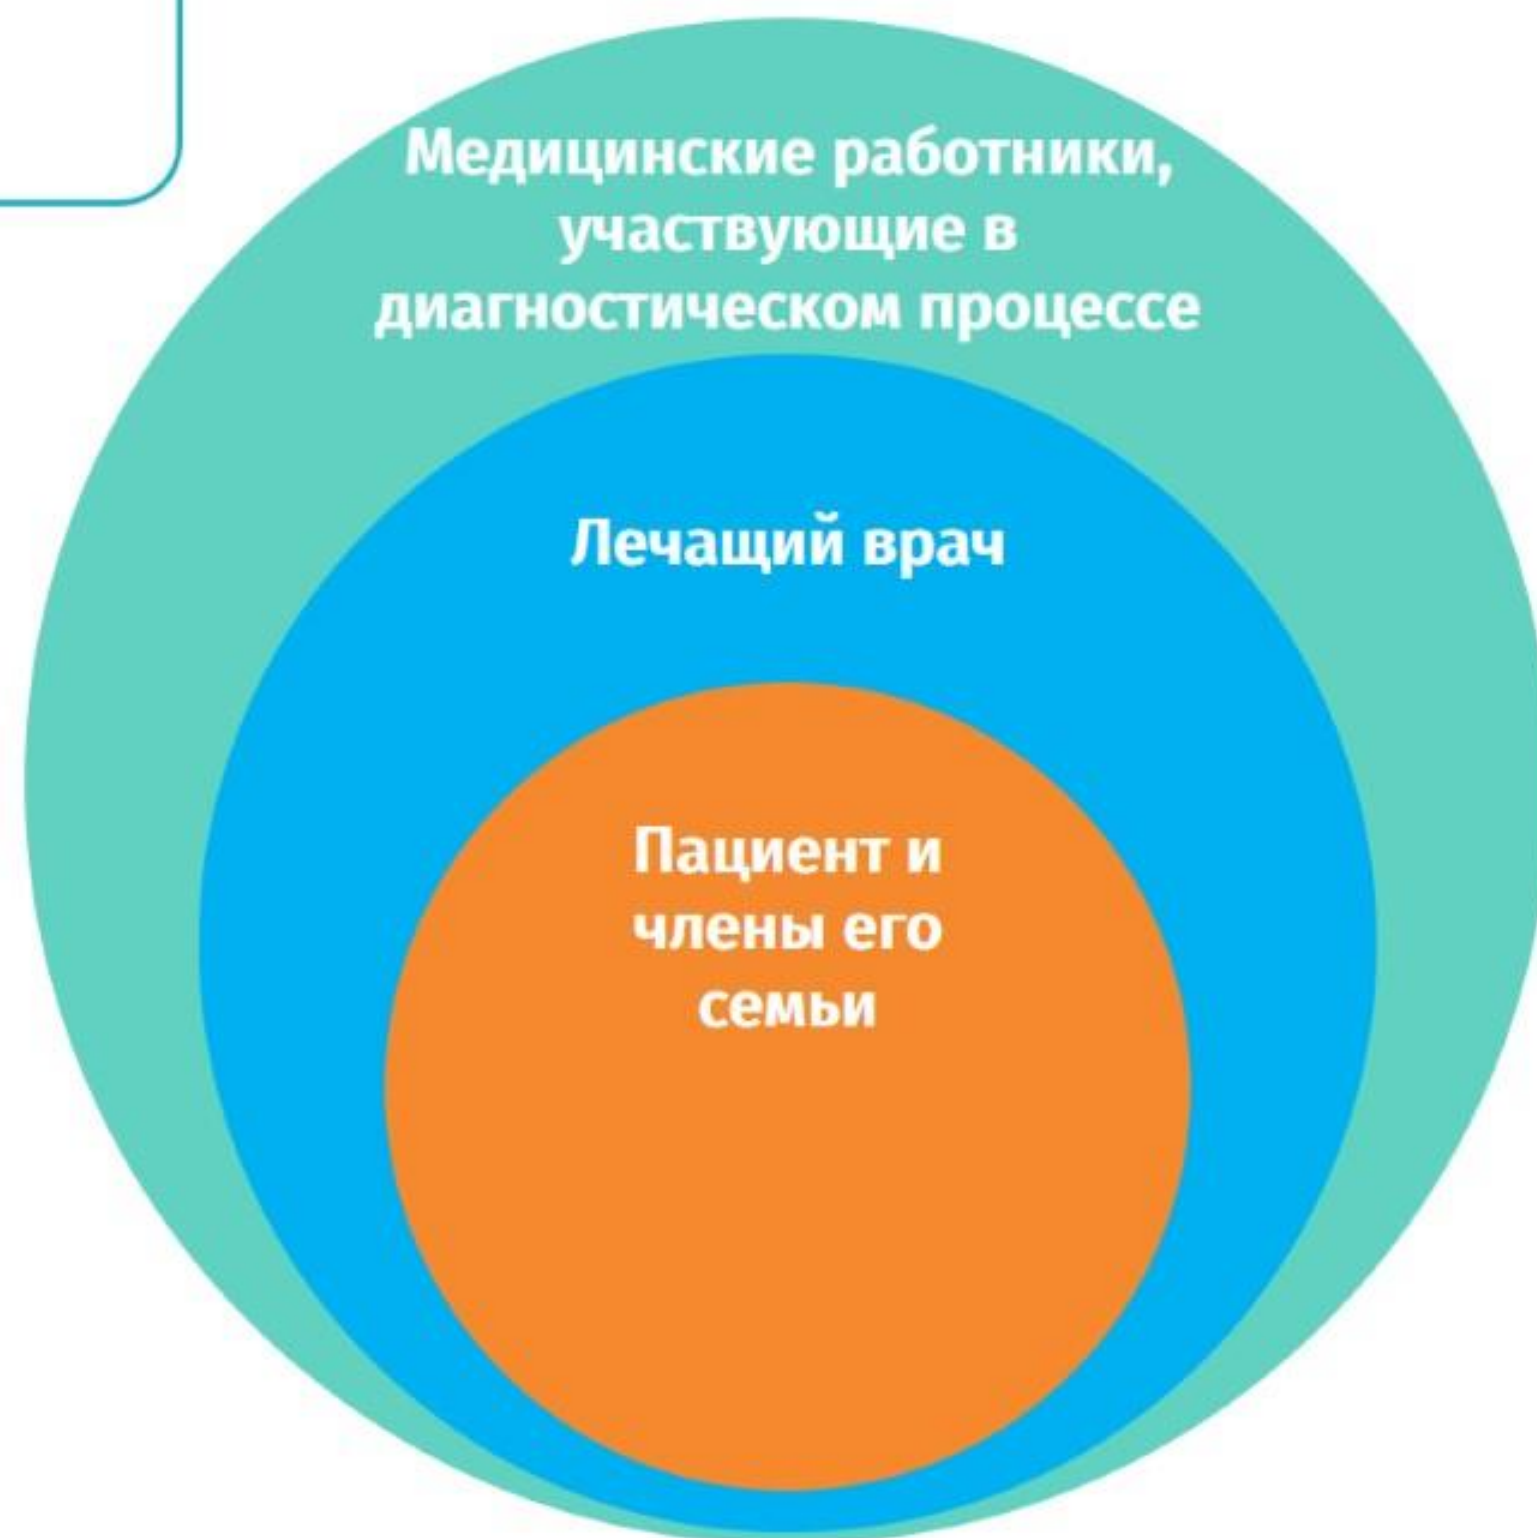 Медицинские работники,
участвующие в
диагностическом процессе
Лечащий врач
Пациент и
члены его
семьи